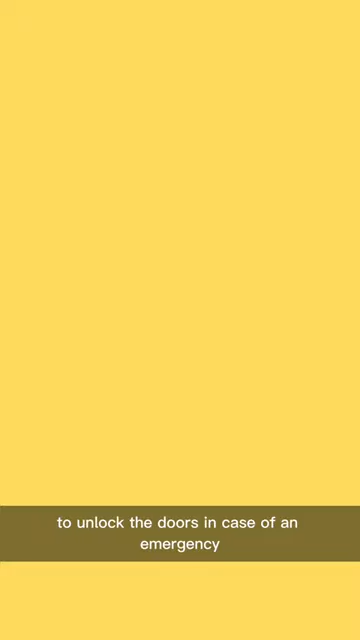 to unlock the doors in case of an
emergency